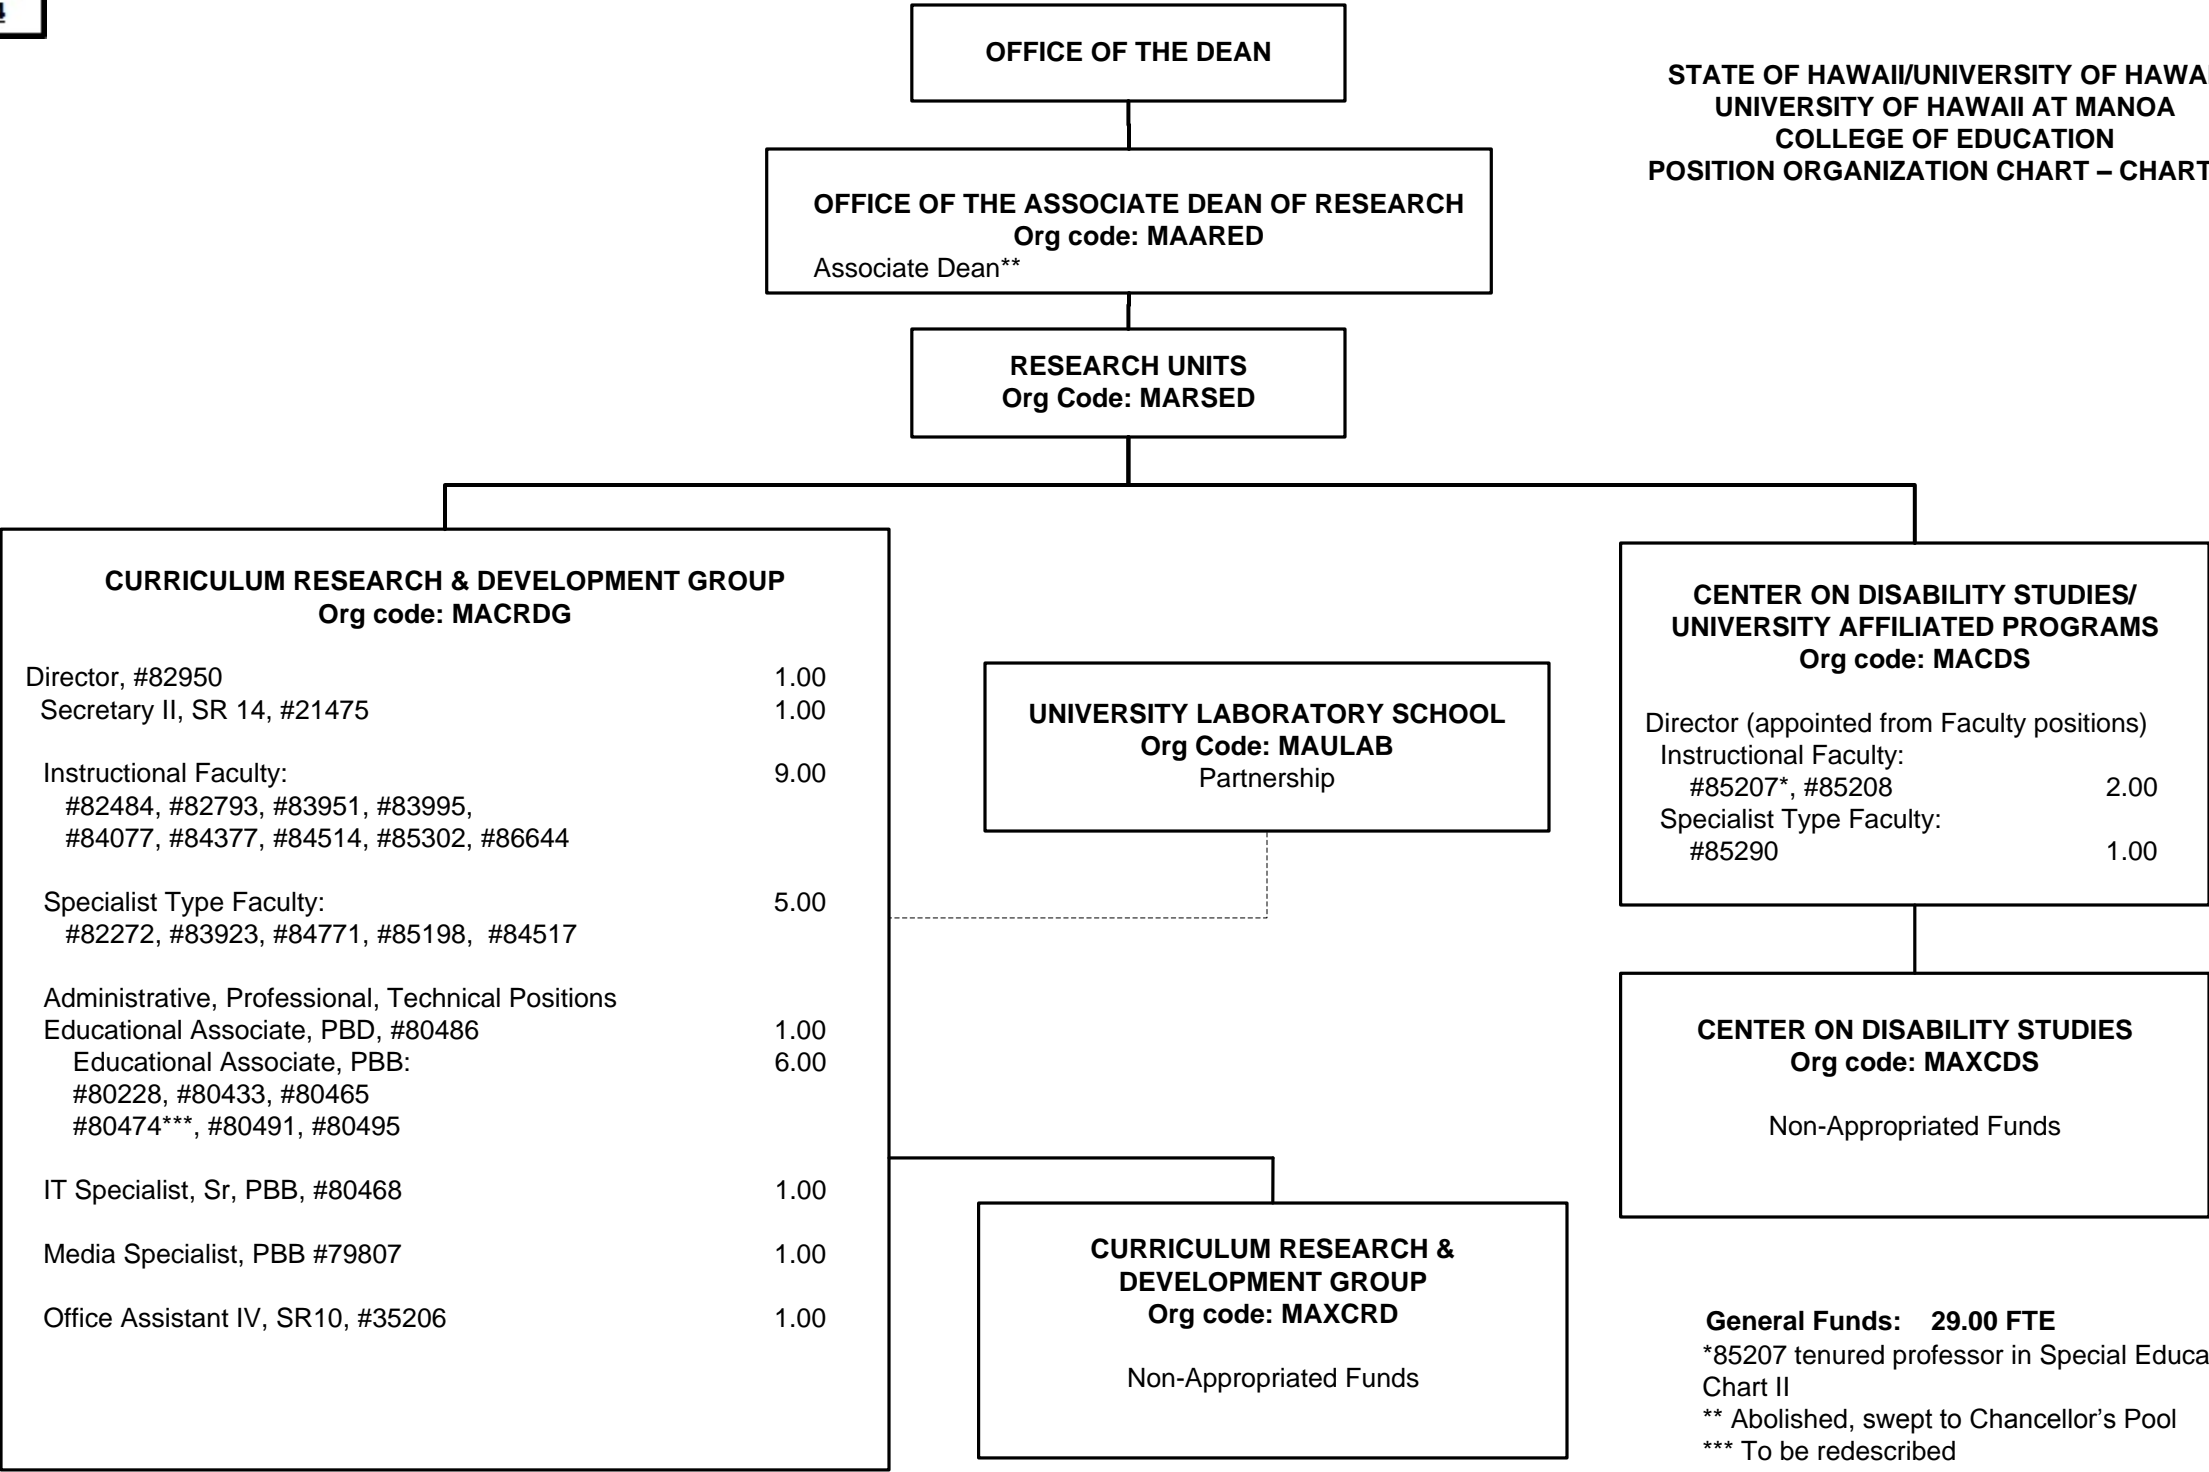 OFFICE OF THE DEAN
STATE OF HAWAII/UNIVERSITY OF
UNIVERSITY OF HAWAII AT MANOA
COLLEGE OF EDUCATION
POSITION ORGANIZATION CHART – CHART
OFFICE OF THE ASSOCIATE DEAN OF RESEARCH
Org code: MAARED
Associate Dean**
RESEARCH UNITS
Org Code: MARSED
CURRICULUM RESEARCH & DEVELOPMENT GROUP
Org code: MACRDG
Director, #82950 1.00
Secretary II, SR 14, #21475 1.00
Instructional Faculty: 9.00
#82484, #82793, #83951, #83995,
#84077, #84377, #84514, #85302, #86644
Specialist Type Faculty: 5.00
#82272, #83923, #84771, #85198, #84517
Administrative, Professional, Technical Positions
Educational Associate, PBD, #80486 1.00
Educational Associate, PBB: 6.00
#80228, #80433, #80465
#80474***, #80491, #80495
IT Specialist, Sr, PBB, #80468 1.00
Media Specialist, PBB #79807 1.00
Office Assistant IV, SR10, #35206 1.00
UNIVERSITY LABORATORY SCHOOL
Org Code: MAULAB
Partnership
CURRICULUM RESEARCH &
DEVELOPMENT GROUP
Org code: MAXCRD
Non-Appropriated Funds
CENTER ON DISABILITY STUDIES/
UNIVERSITY AFFILIATED PROGRAMS
Org code: MACDS
Director (appointed from Faculty positions)
Instructional Faculty:
#85207*, #85208 2.00
Specialist Type Faculty:
#85290 1.00
CENTER ON DISABILITY STUDIES
Org code: MAXCDS
Non-Appropriated Funds
General Funds: 29.00 FTE
*85207 tenured professor in Special
Chart II
** Abolished, swept to Chancellor’s Pool
*** To be redescribed